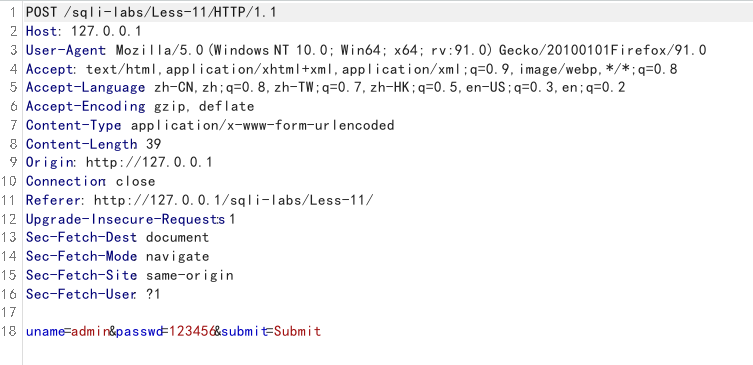 1 POST /sqli-labs/Less-11/HTTP/1.1
2 Host: 127.0.0.1
3 User-Agent Mozilla/5.0 (Windows NT 10.0; Win64; x64; rv:91.0) Gecko/20100101Firefox/91.0
4 Accept: text/html,application/xhtml+xml,application/xml;q=0.9,image/webp,*/*;q=0.8
5 Accept-Language zh-CN,zh;q=0.8,zh-TW;q=0.7,zh-HK;q=0.5,en-US;q=0.3,en;q=0.2
6 Accept-Encoding gzip, deflate
7 Content-Type application/x-www-form-urlencoded
8 Content-Length 39
9 Origin: http://127.0.0.1
10 Connection: close
11 Referer: http://127.0.0.1/sqli-labs/Less-11/
12 Upgrade-Insecure-Requests: 1
13 Sec-Fetch-Dest document
14 Sec-Fetch-Mode navigate
15 Sec-Fetch-Site same-origin
16 Sec-Fetch-User: ?1
17
18 uname=admin&passwd=123456&submit=Submit